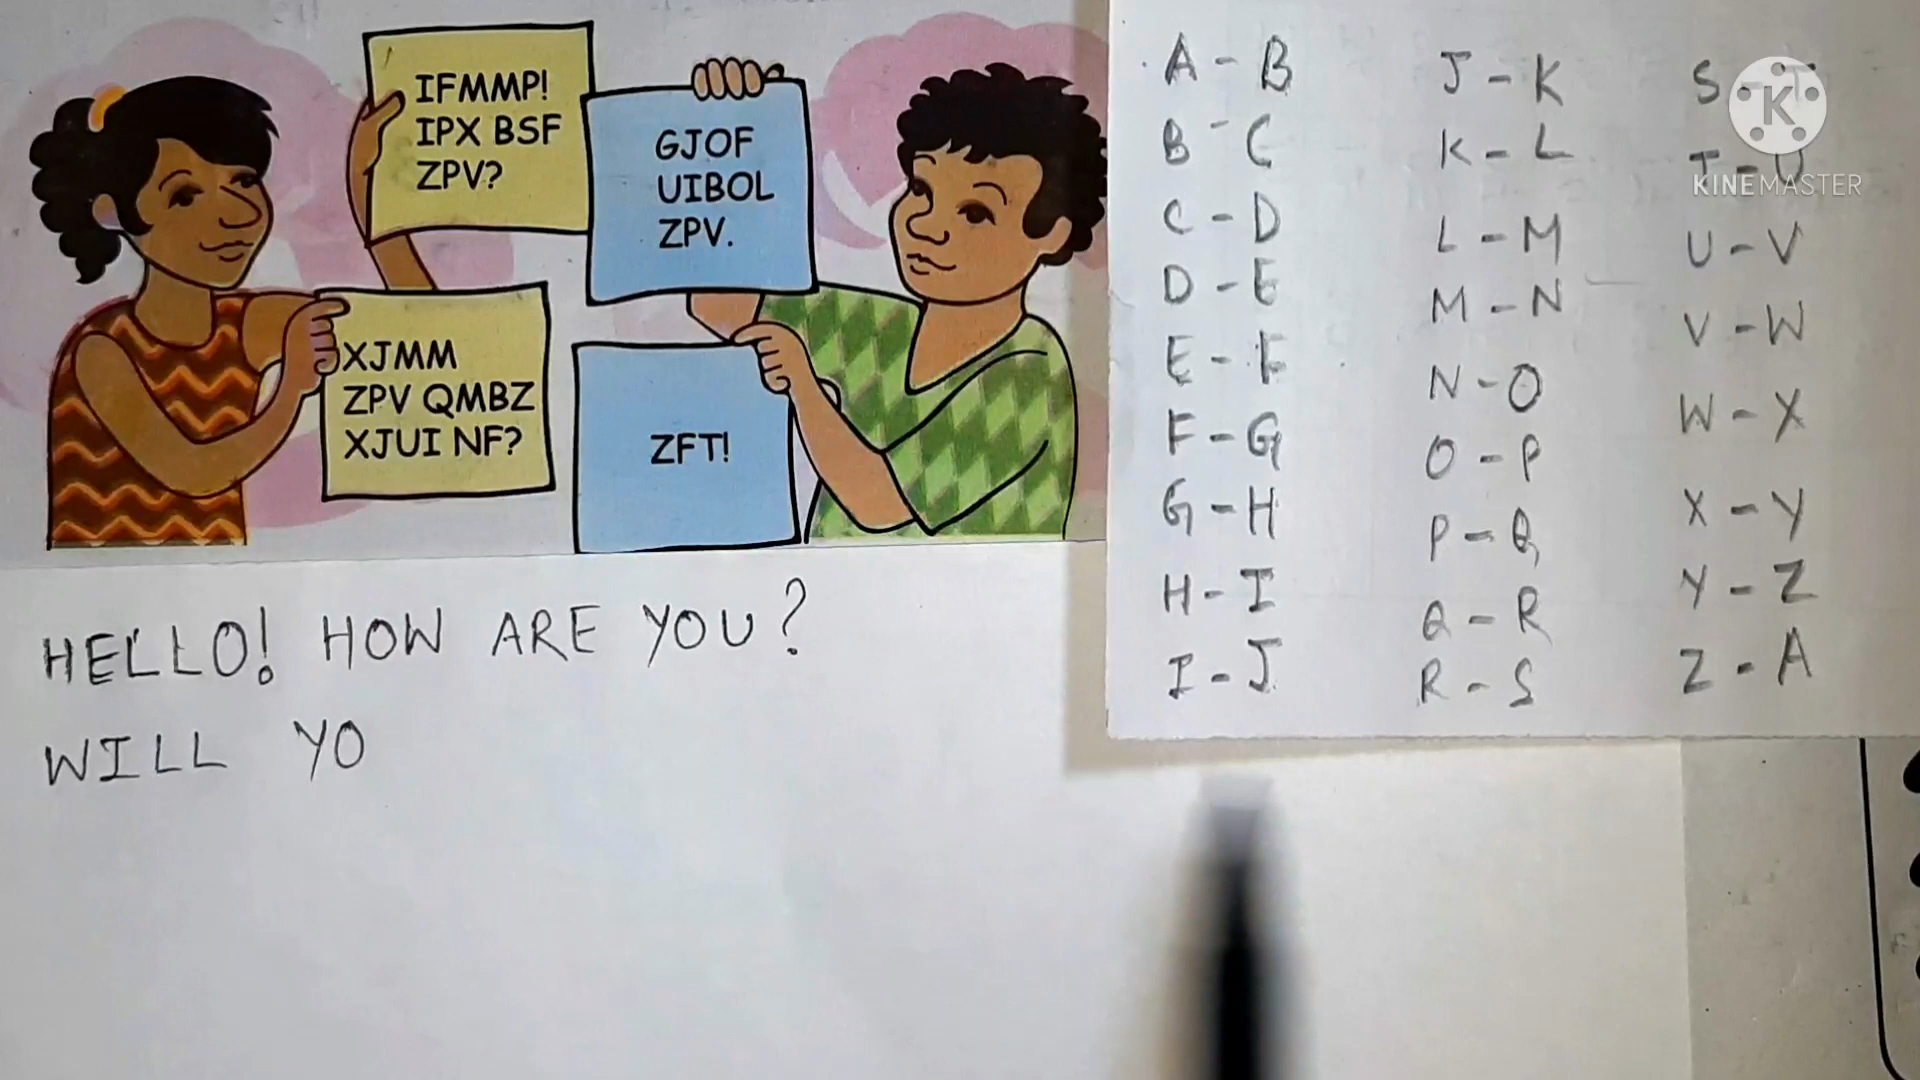 IFMMP!
IPX BSF
ZPV?
GJOF
UIBOL
ZPV.
XJMM
ZPV QMBZ
XJUI NF?
ZFT!
HELLO! HOW ARE YOU?
WILL YO
A - B
B - C
C - D
D - E
E - F
F - G
G - H
H - I
I - J
J - K
K - L
L - M
M - N
N - O
O - P
P - Q
Q - R
R - S
S - T
T - U
U - V
V - W
W - X
X - Y
Y - Z
Z - A
K
KINEMASTER